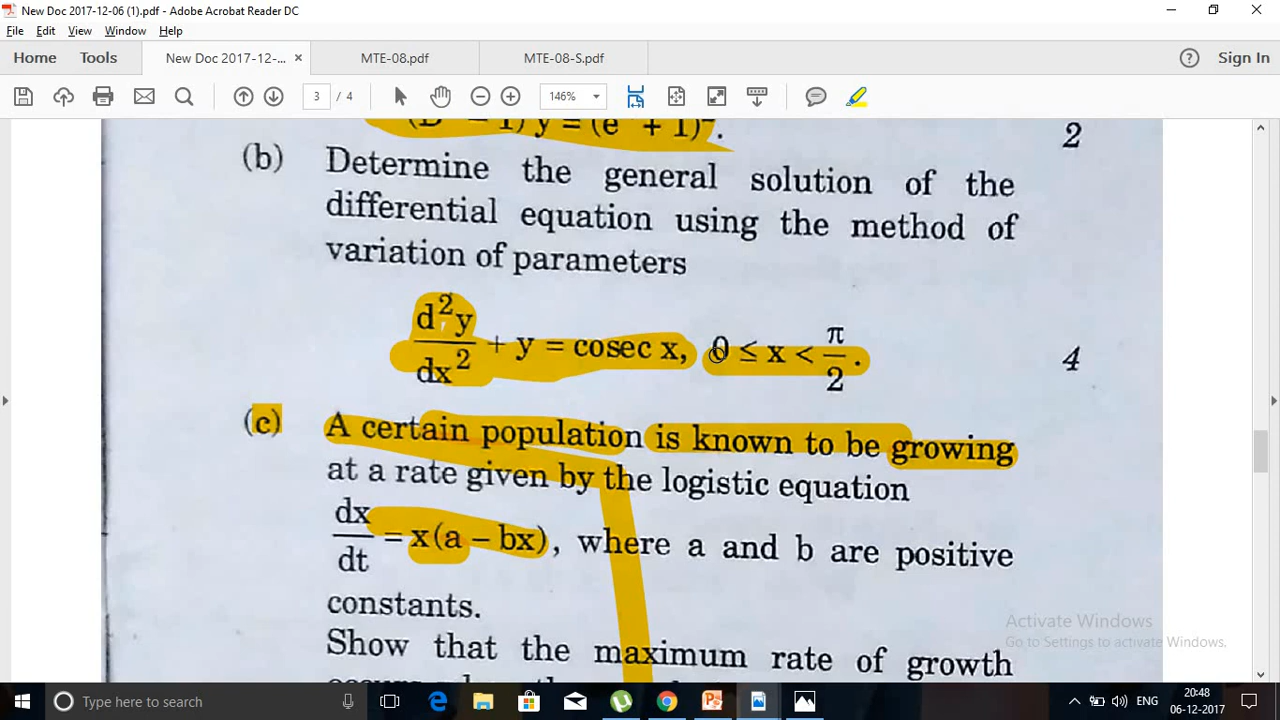 New Doc 2017-12-06 (1).pdf - Adobe Acrobat Reader DC
File Edit View Window Help
Home Tools New Doc 2017-12-... × MTE-08.pdf MTE-08-S.pdf ? Sign In
3 / 4 146%
− 1) y = (e + 1)².
2
(b) Determine the general solution of the
differential equation using the method of
variation of parameters
d²y/dx² + y = cosec x, 0 ≤ x < π/2. 4
(c) A certain population is known to be growing
at a rate given by the logistic equation
dx/dt = x(a − bx), where a and b are positive
constants.
Show that the maximum rate of growth
Activate Windows
Go to Settings to activate Windows.
Type here to search
ENG
20:48
06-12-2017